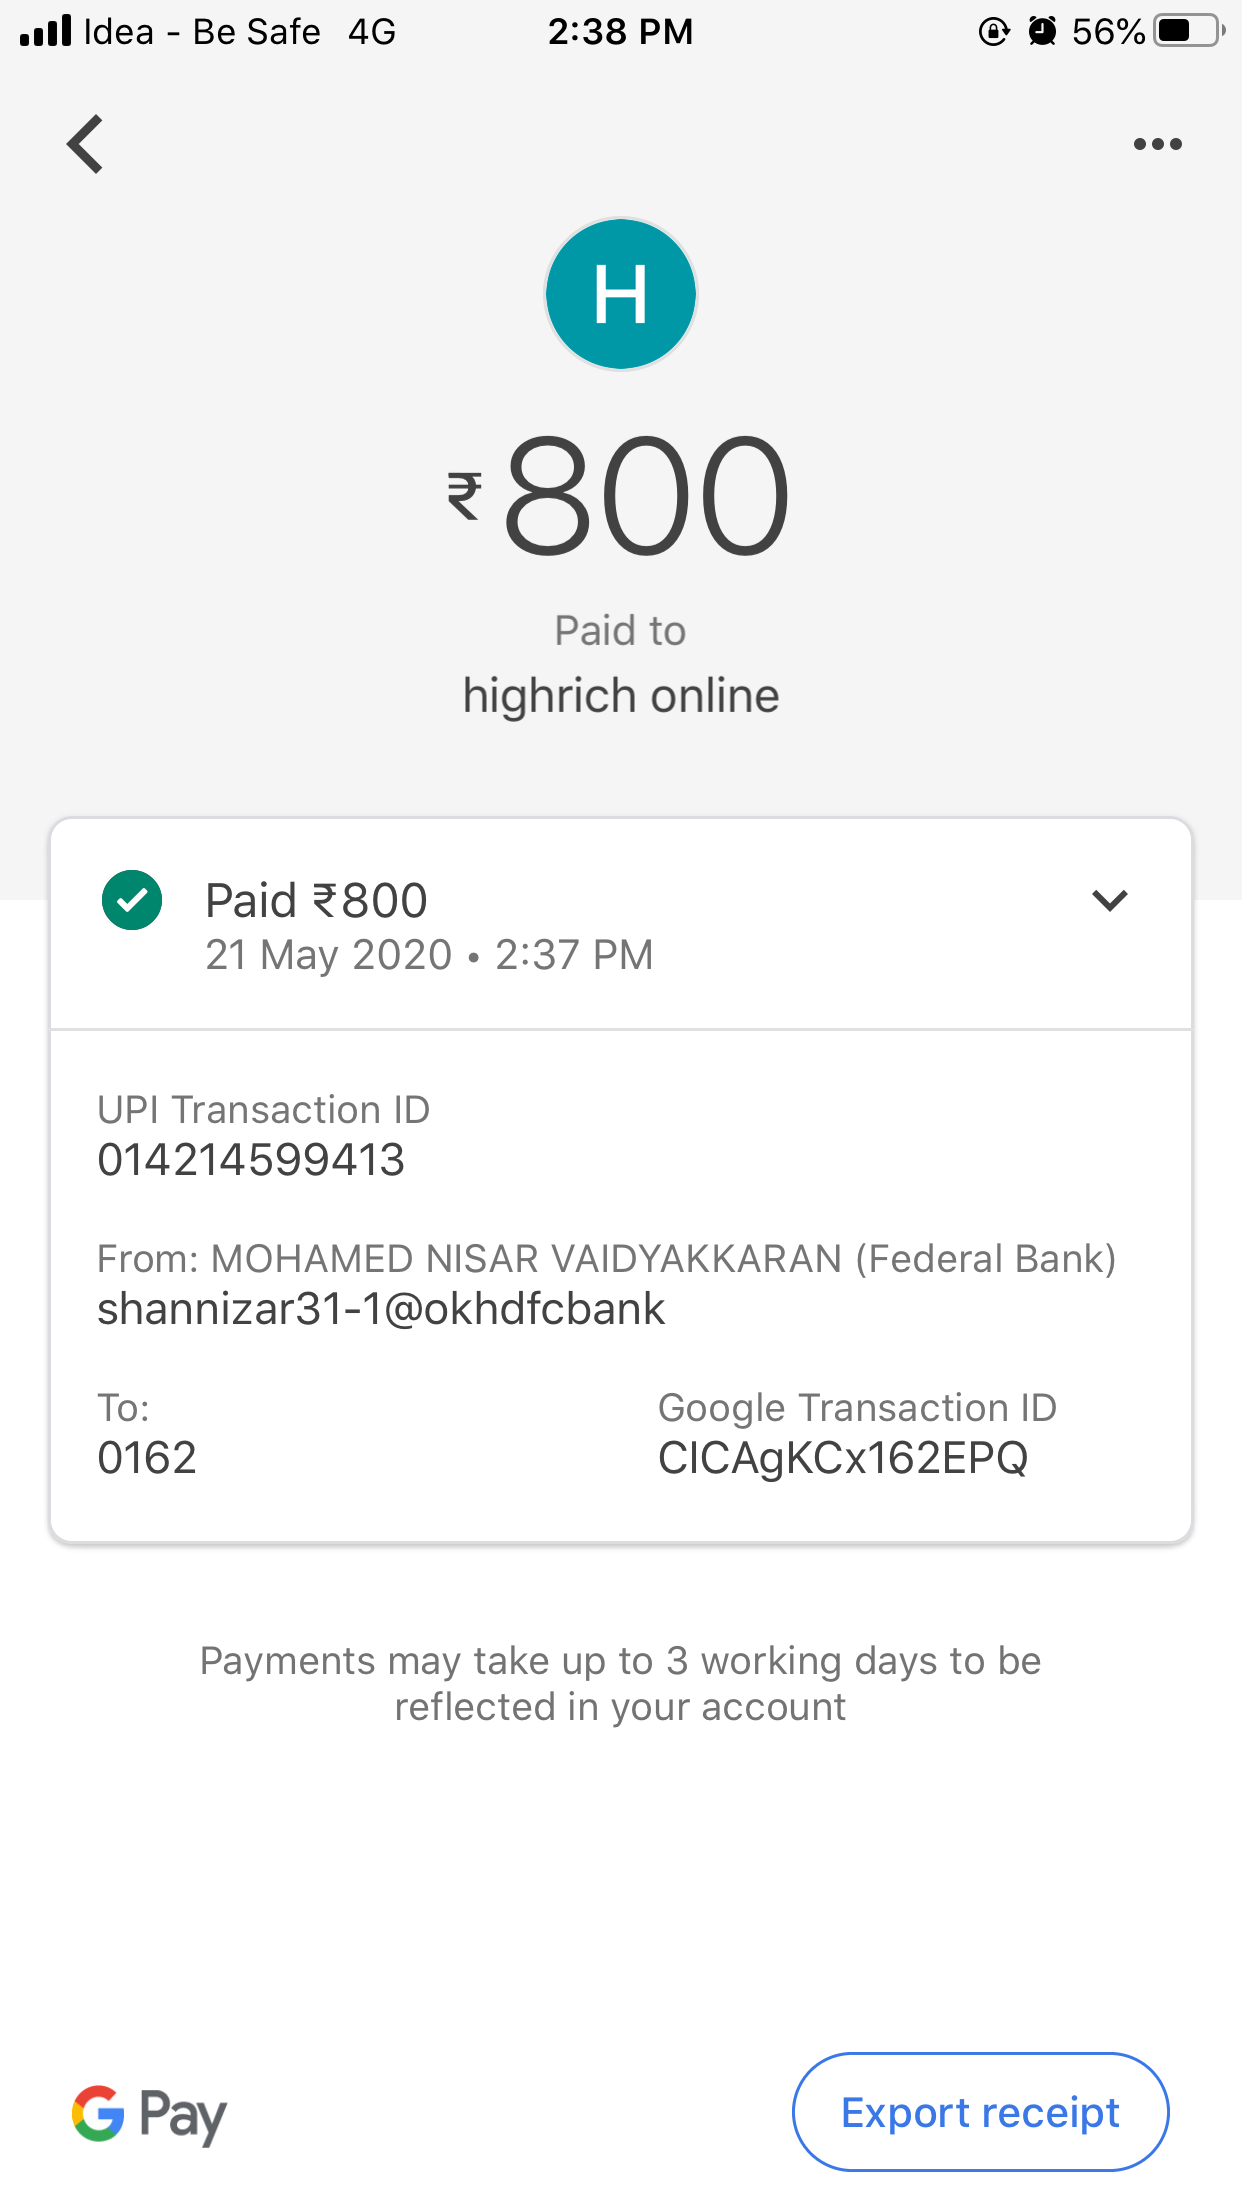 Idea - Be Safe 4G 2:38 PM 56%
H
₹800
Paid to
highrich online
Paid ₹800
21 May 2020 • 2:37 PM
UPI Transaction ID
014214599413
From: MOHAMED NISAR VAIDYAKKARAN (Federal Bank)
shannizar31-1@okhdfcbank
To:
0162
Google Transaction ID
CICAgKCx162EPQ
Payments may take up to 3 working days to be
reflected in your account
G Pay
Export receipt